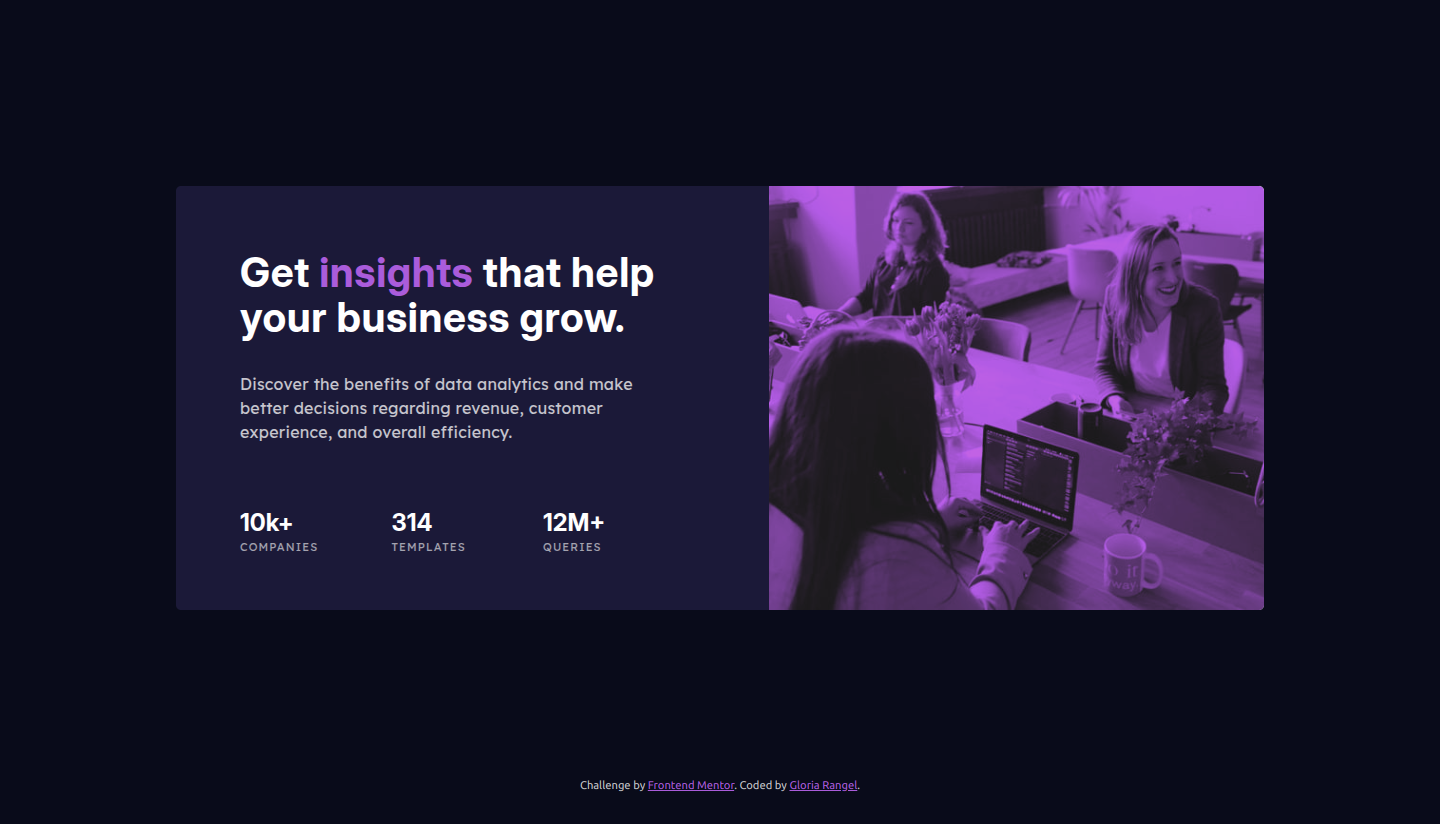 Get insights that help
your business grow.
Discover the benefits of data analytics and make
better decisions regarding revenue, customer
experience, and overall efficiency.
10k+ 314 12M+
COMPANIES TEMPLATES QUERIES
way
Challenge by Frontend Mentor. Coded by Gloria Rangel.